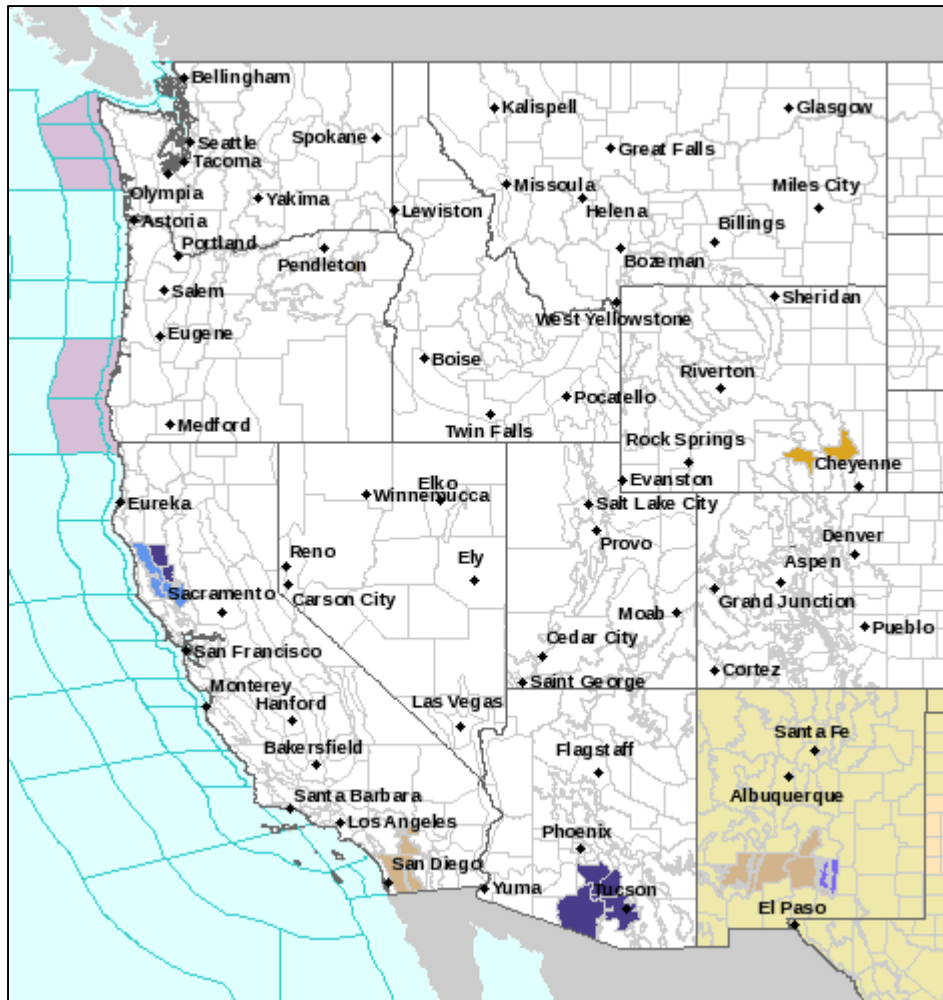 Bellingham
Kalispell
Glasgow
Seattle
Spokane
Great Falls
Tacoma
Olympia
Missoula
Miles City
Yakima
Lewiston
Helena
Astoria
Billings
Portland
Pendleton
Bozeman
Salem
Sheridan
West Yellowstone
Eugene
Boise
Riverton
Pocatello
Medford
Twin Falls
Rock Springs
Cheyenne
Elko
Evanston
Winnemucca
Eureka
Salt Lake City
Provo
Denver
Reno
Ely
Aspen
Sacramento
Carson City
Grand Junction
Moab
Pueblo
Cedar City
San Francisco
Cortez
Saint George
Monterey
Hanford
Las Vegas
Santa Fe
Bakersfield
Flagstaff
Albuquerque
Santa Barbara
Los Angeles
Phoenix
San Diego
Yuma
Tucson
El Paso